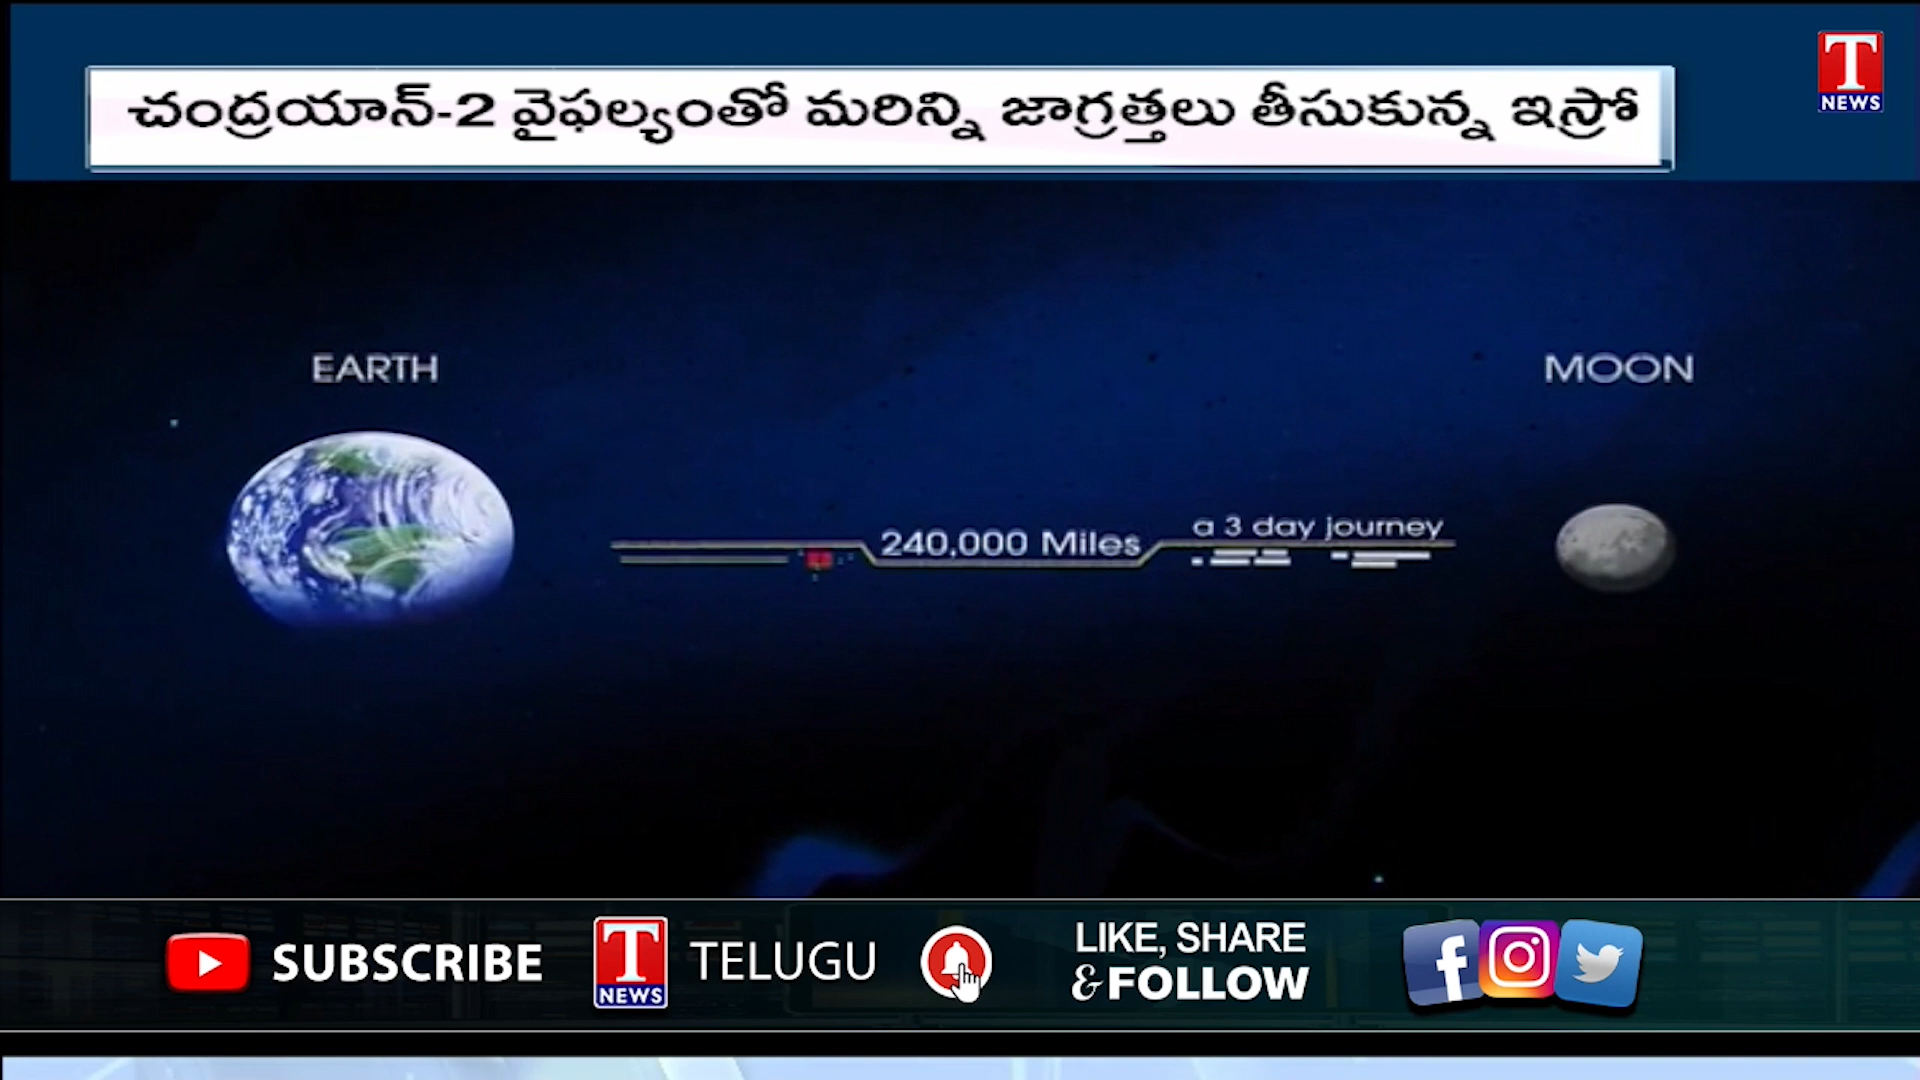 T
NEWS
చంద్రయాన్-2 వైఫల్యంతో మరిన్ని జాగ్రత్తలు తీసుకున్న ఇస్రో
EARTH
MOON
240,000 Miles
a 3 day journey
SUBSCRIBE
T
NEWS
TELUGU
LIKE, SHARE
& FOLLOW